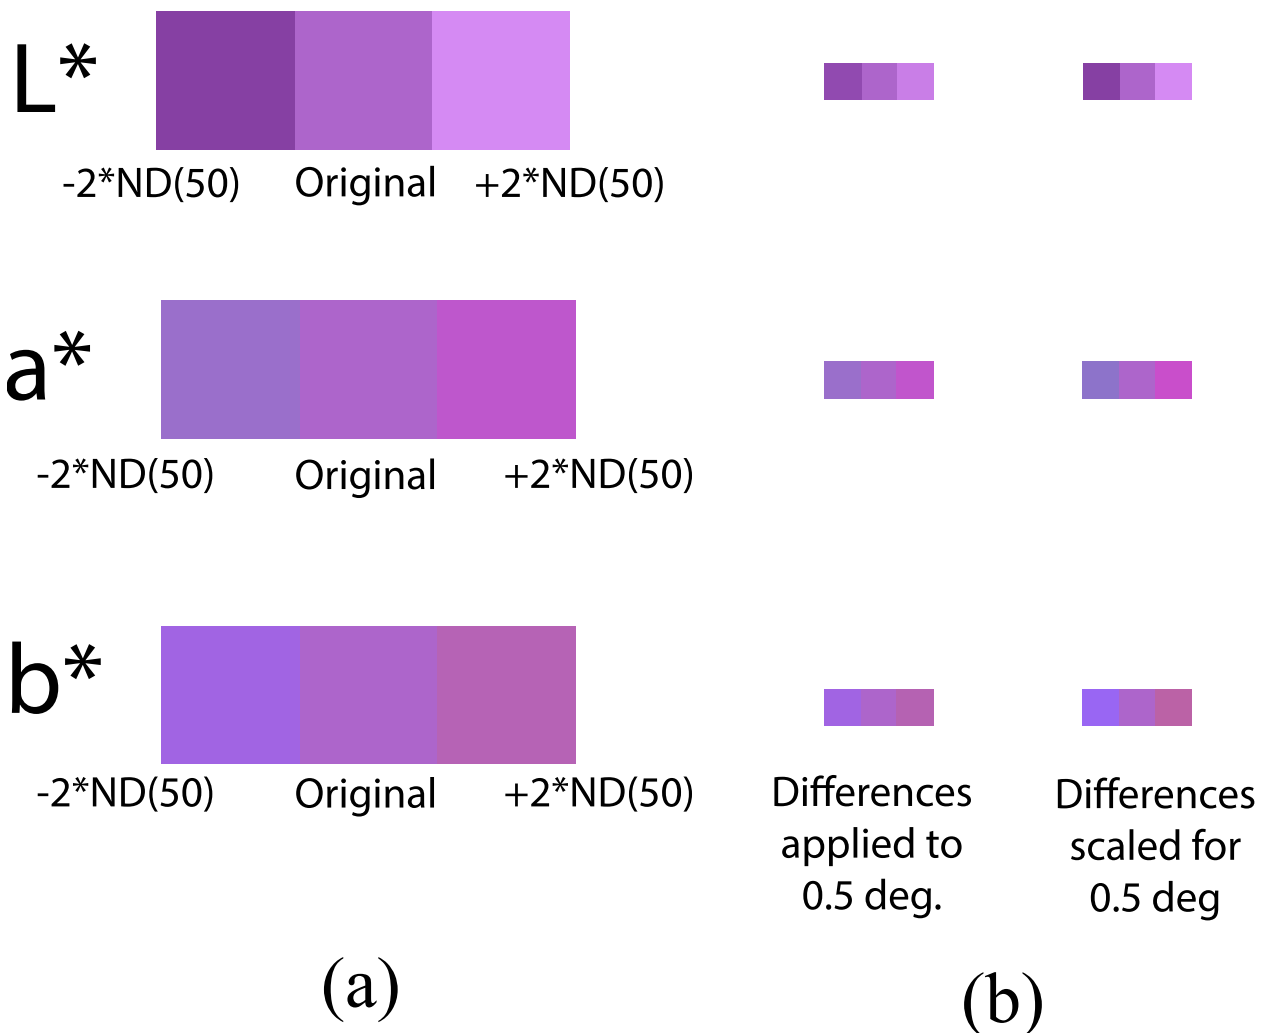 L*
-2*ND(50) Original +2*ND(50)
a*
-2*ND(50) Original +2*ND(50)
b*
-2*ND(50) Original +2*ND(50)
Differences
applied to
0.5 deg.
Differences
scaled for
0.5 deg
(a)
(b)